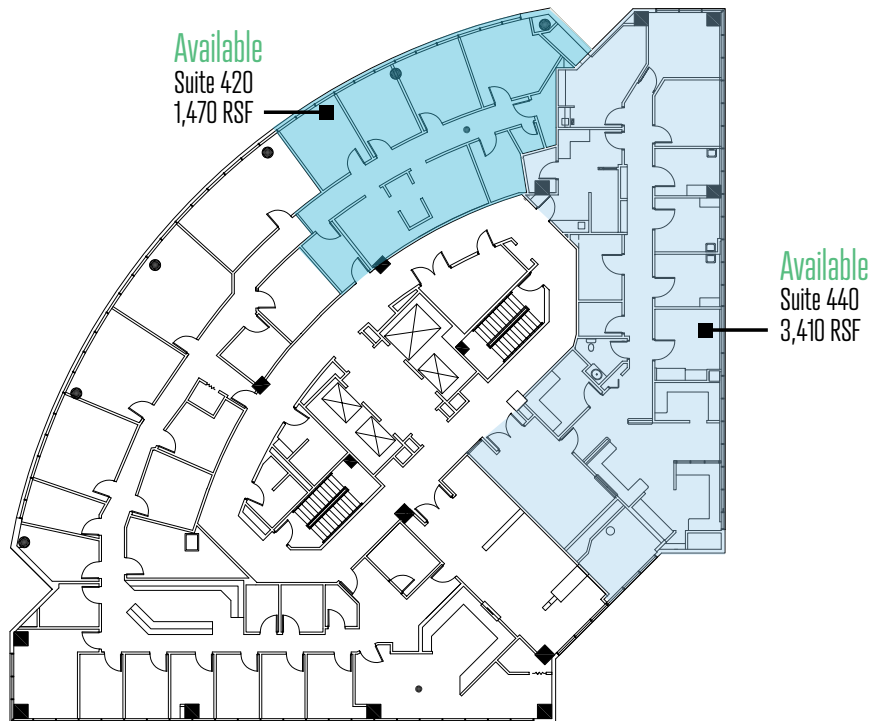 Available
Suite 420
1,470 RSF
Available
Suite 440
3,410 RSF